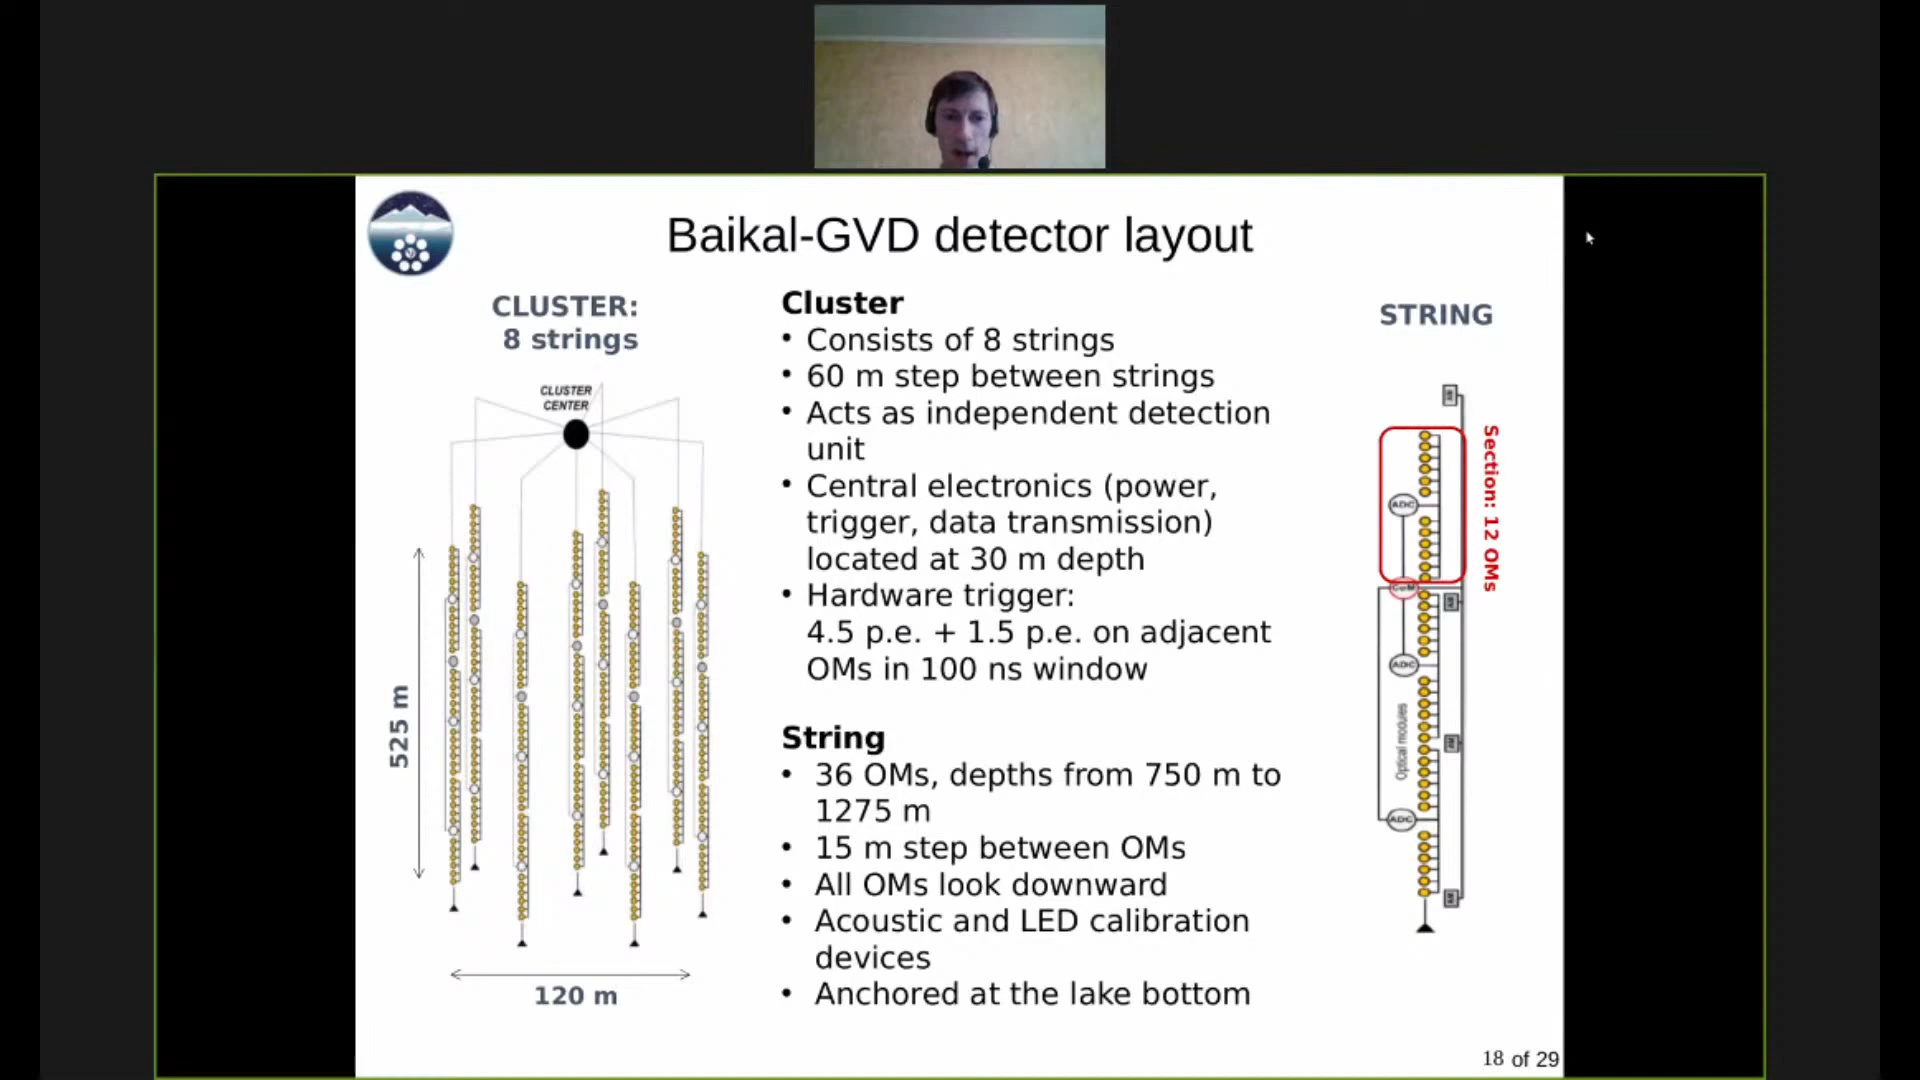 Baikal-GVD detector layout
CLUSTER:
8 strings
CLUSTER
CENTER
525 m
120 m
Cluster
• Consists of 8 strings
• 60 m step between strings
• Acts as independent detection
unit
• Central electronics (power,
trigger, data transmission)
located at 30 m depth
• Hardware trigger:
4.5 p.e. + 1.5 p.e. on adjacent
OMs in 100 ns window
String
• 36 OMs, depths from 750 m to
1275 m
• 15 m step between OMs
• All OMs look downward
• Acoustic and LED calibration
devices
• Anchored at the lake bottom
STRING
Section: 12 OMs
ADC
CoM
ADC
Optical modules
ADC
18 of 29